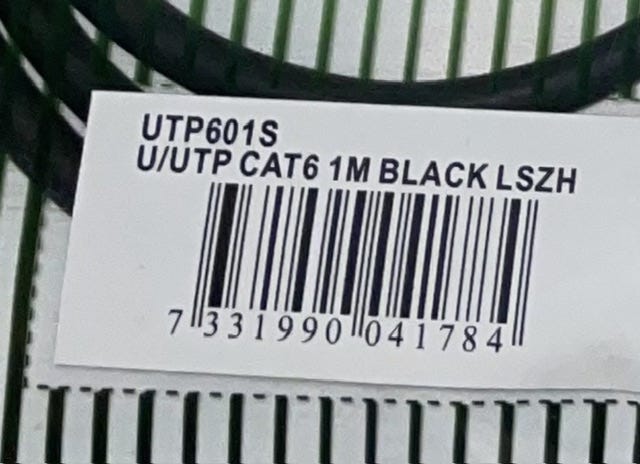 UTP601S
U/UTP CAT6 1M BLACK LSZH
7 331990 041784